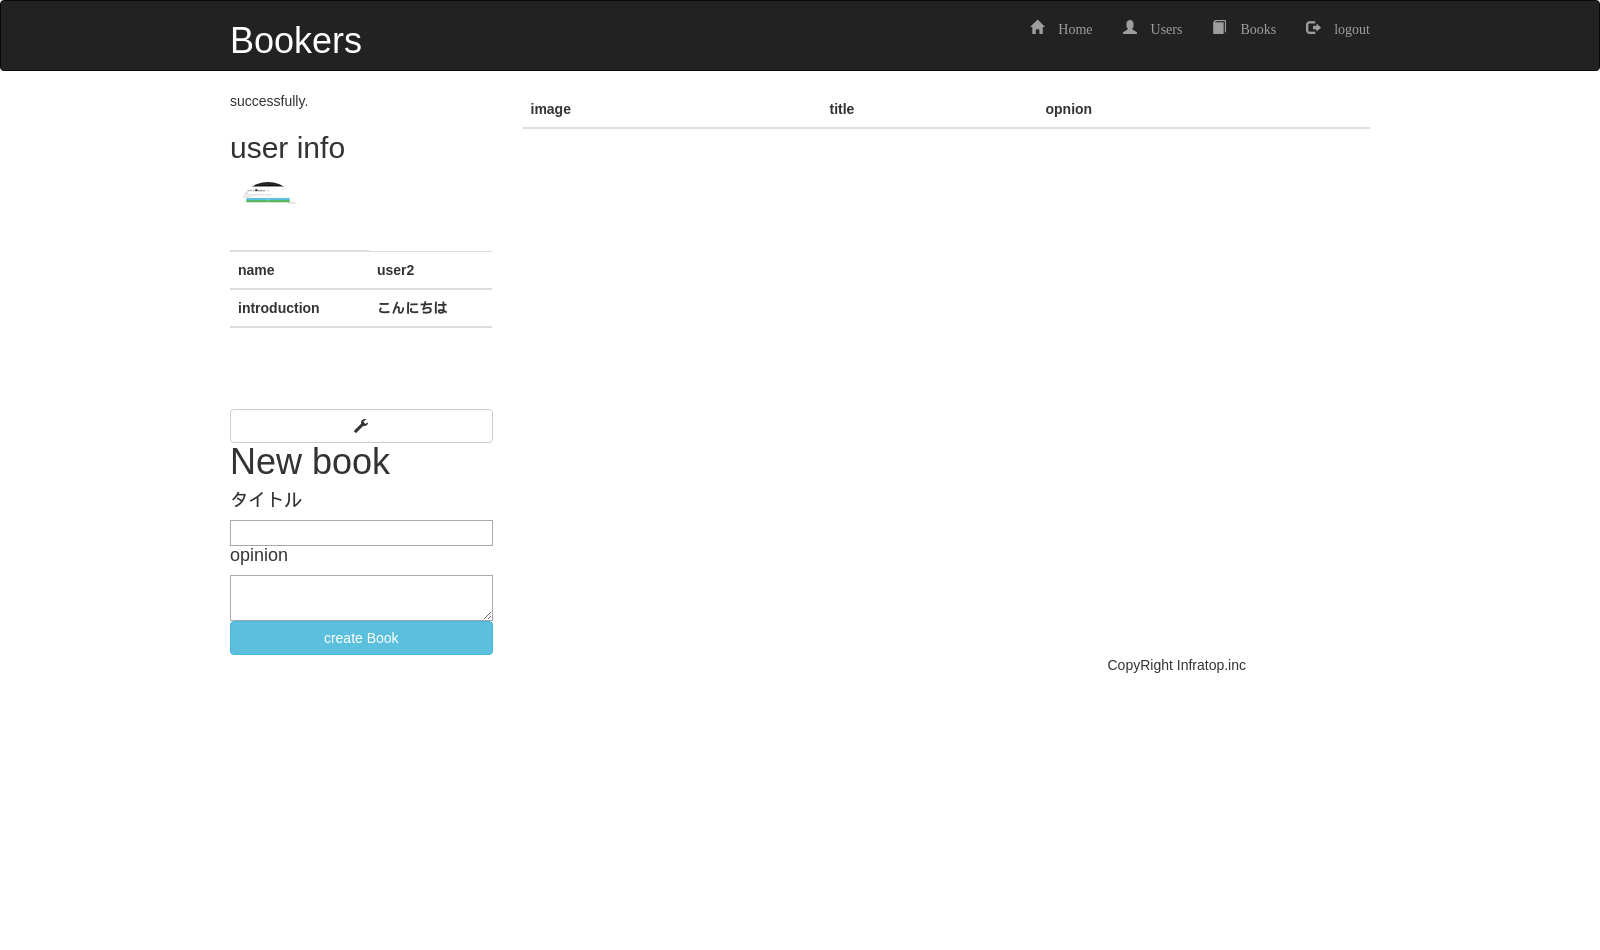 Bookers
Home Users Books logout
successfully.
user info
name user2
introduction こんにちは
New book
タイトル
opinion
create Book
image title opnion
CopyRight Infratop.inc